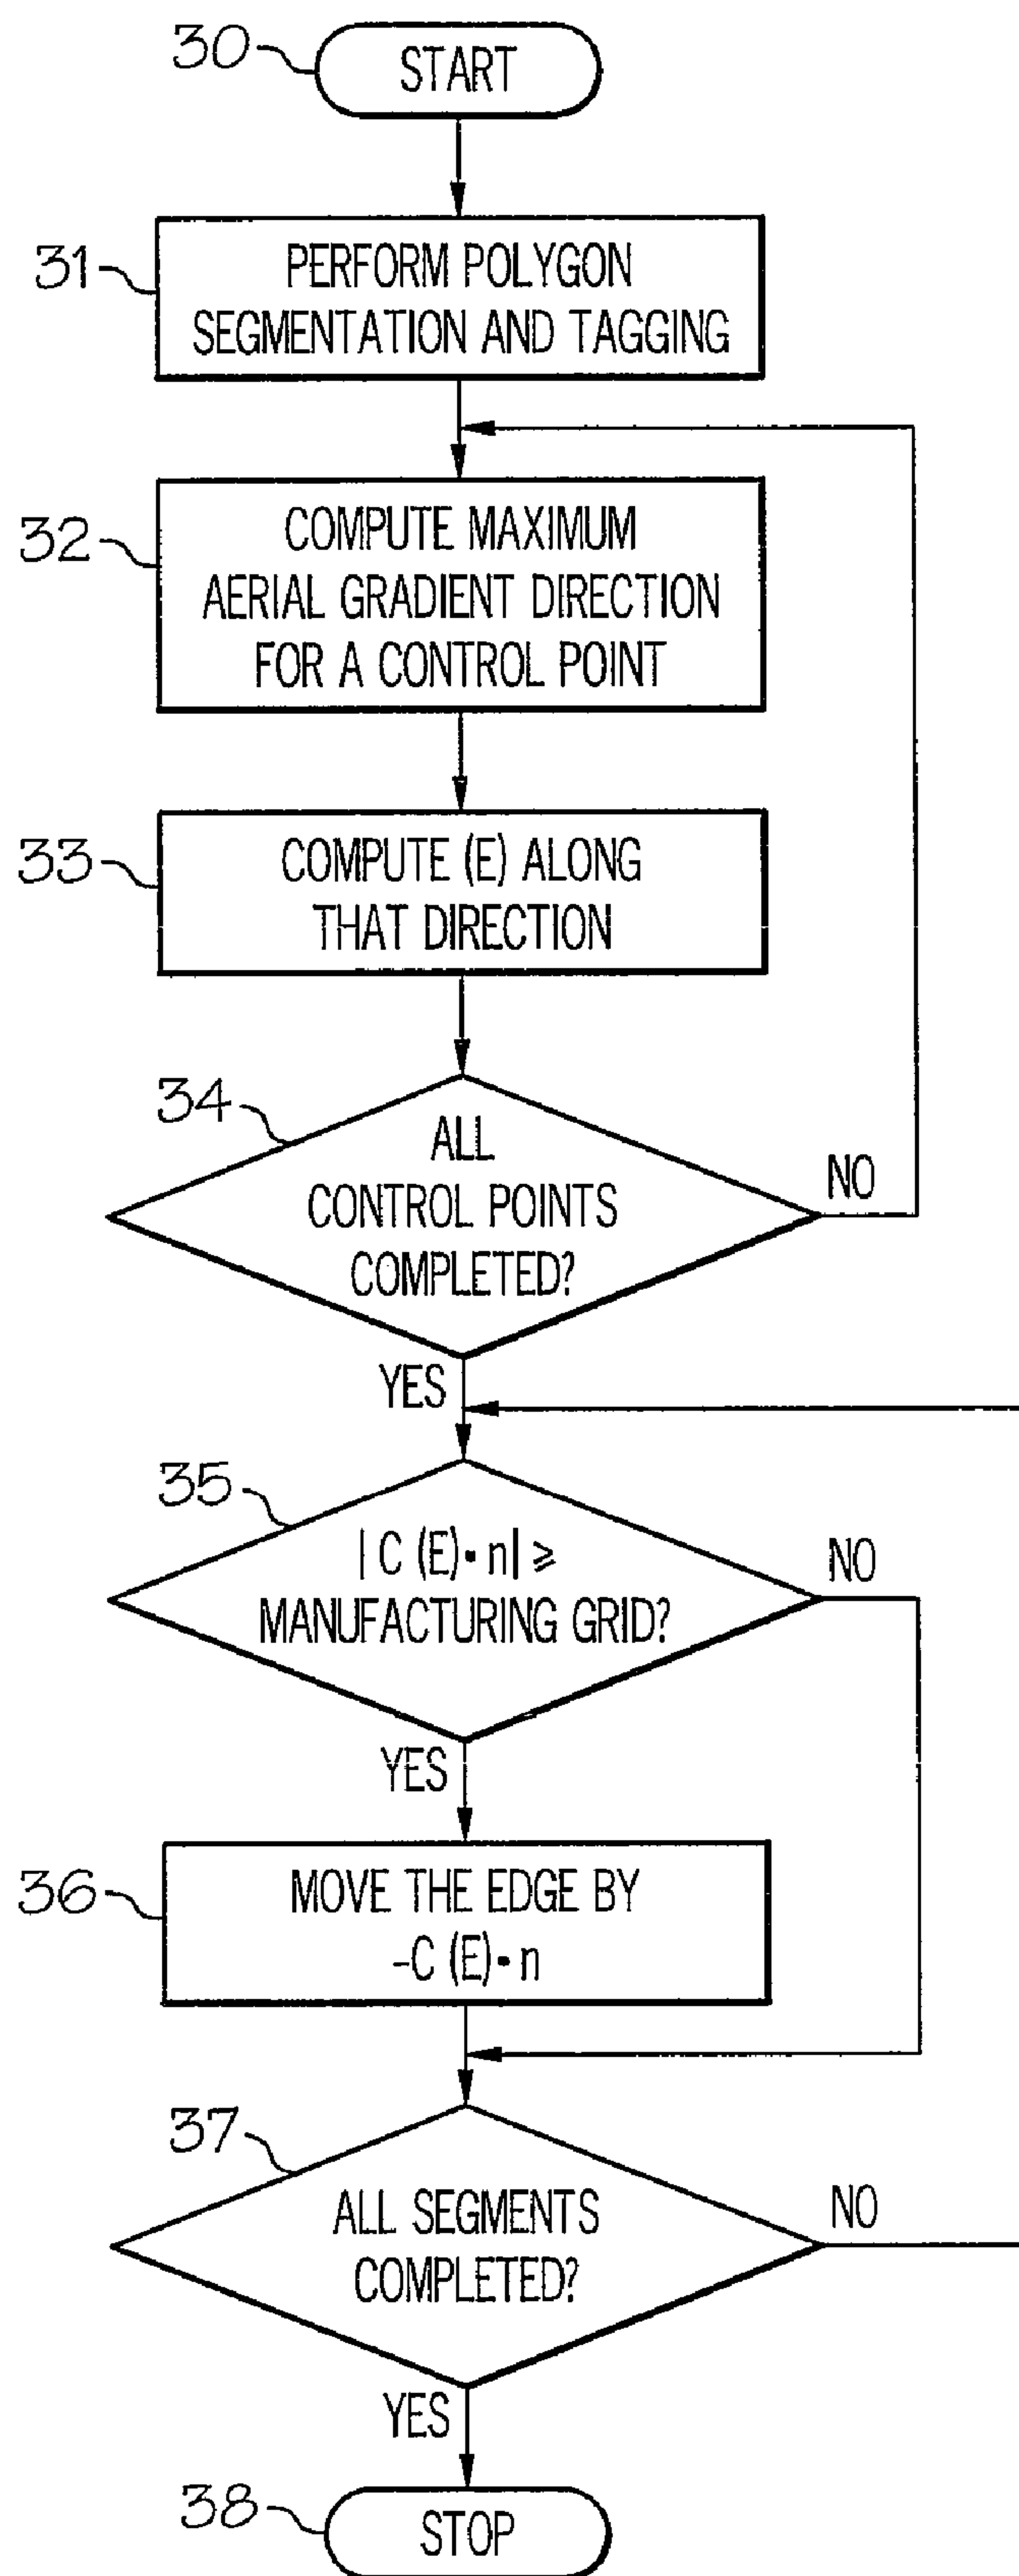 30
START
31
PERFORM POLYGON
SEGMENTATION AND TAGGING
32
COMPUTE MAXIMUM
AERIAL GRADIENT DIRECTION
FOR A CONTROL POINT
33
COMPUTE (E) ALONG
THAT DIRECTION
34
ALL
CONTROL POINTS
COMPLETED?
NO
YES
35
| C (E)▪ n| ⩾
MANUFACTURING GRID?
NO
YES
36
MOVE THE EDGE BY
-C (E)▪ n
37
ALL SEGMENTS
COMPLETED?
NO
YES
38
STOP